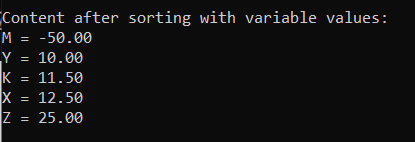 Content after sorting with variable values:
M = -50.00
Y = 10.00
K = 11.50
X = 12.50
Z = 25.00